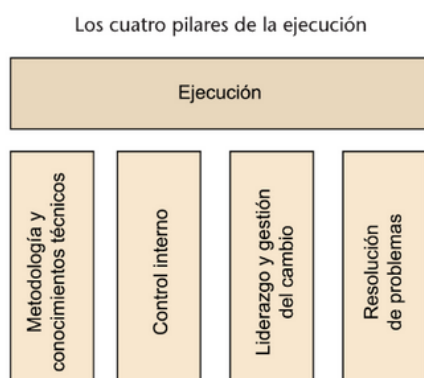 Los cuatro pilares de la ejecución
Ejecución
Metodología y
conocimientos técnicos
Control interno
Liderazgo y gestión
del cambio
Resolución
de problemas